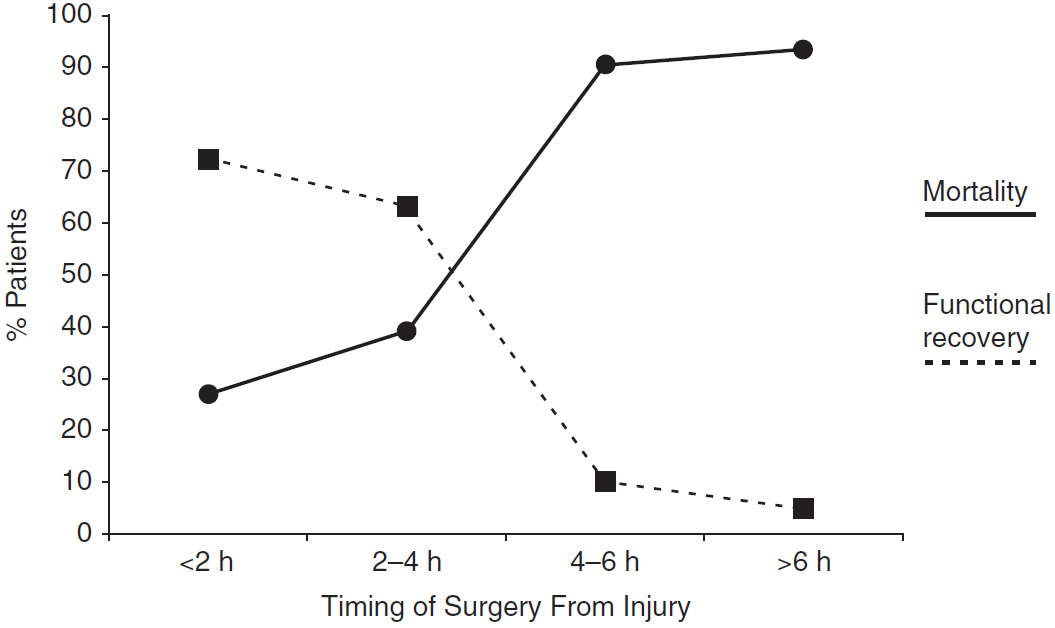 100
90
80
70
60
50
40
30
20
10
0
% Patients
<2 h
2–4 h
4–6 h
>6 h
Timing of Surgery From Injury
Mortality
Functional
recovery